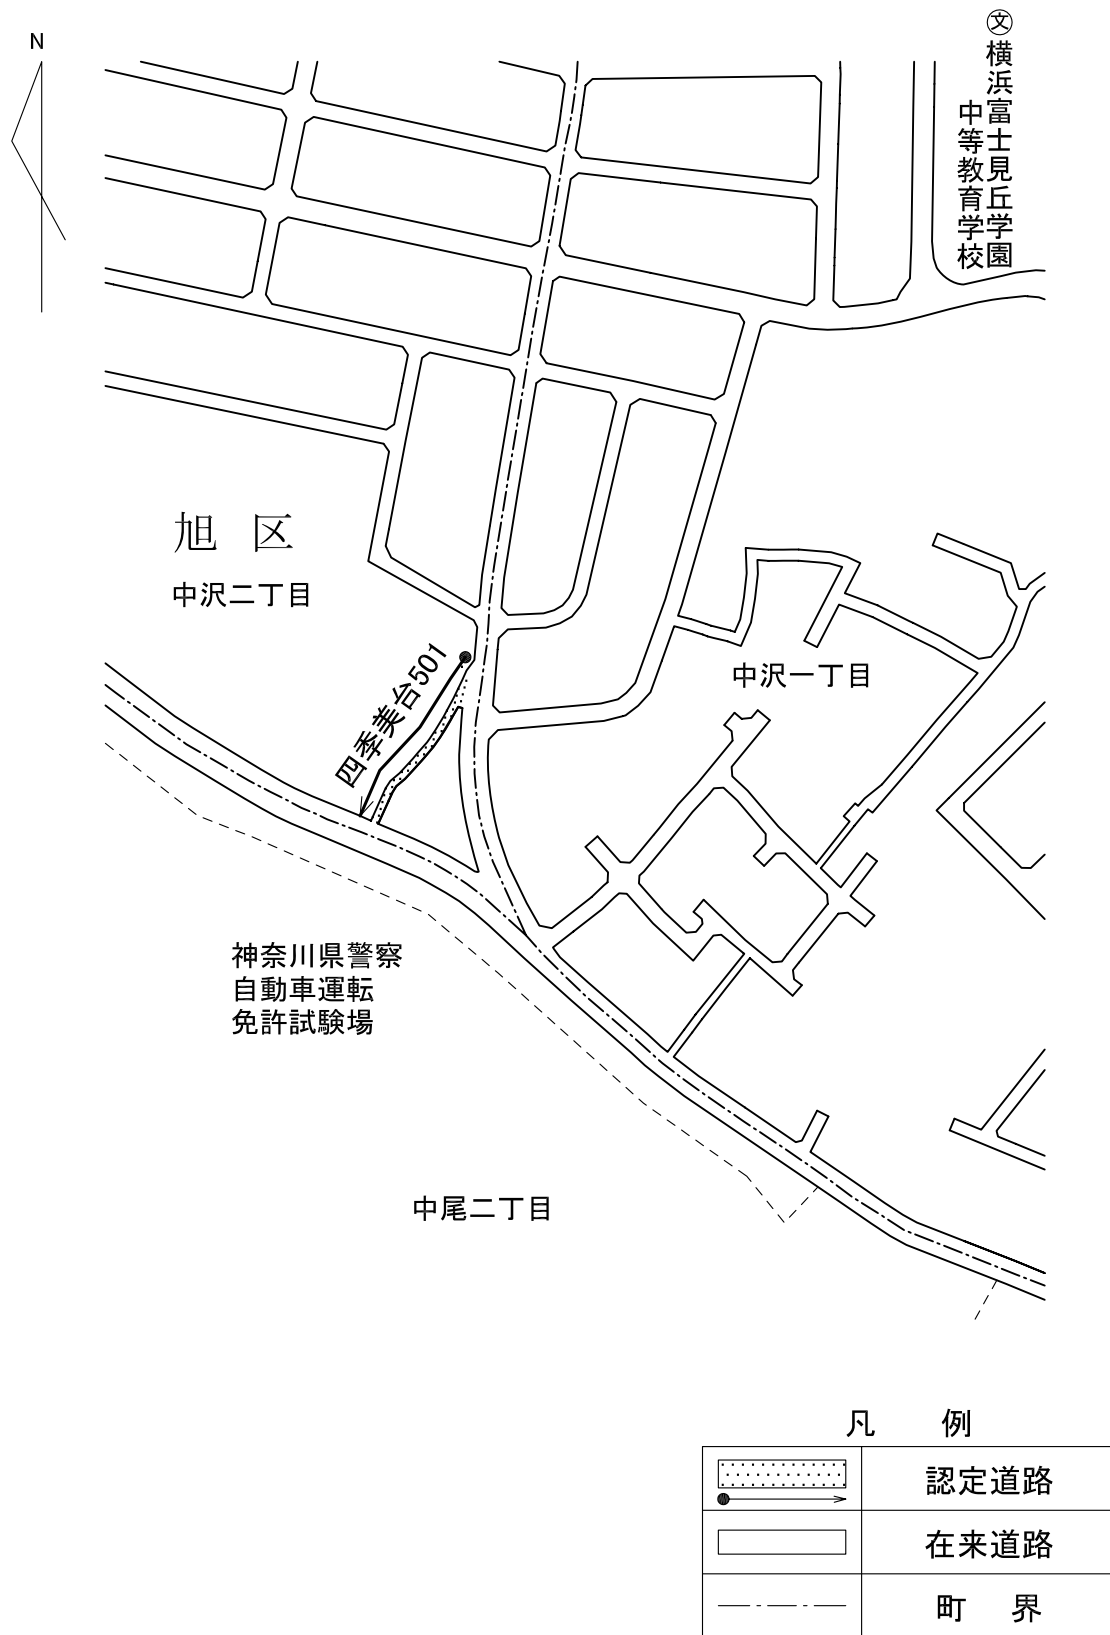 N
㊛横浜富士見丘学園
中等教育学校
旭区
中沢二丁目
四季美台501
中沢一丁目
神奈川県警察
自動車運転
免許試験場
中尾二丁目
凡例
認定道路
在来道路
町界